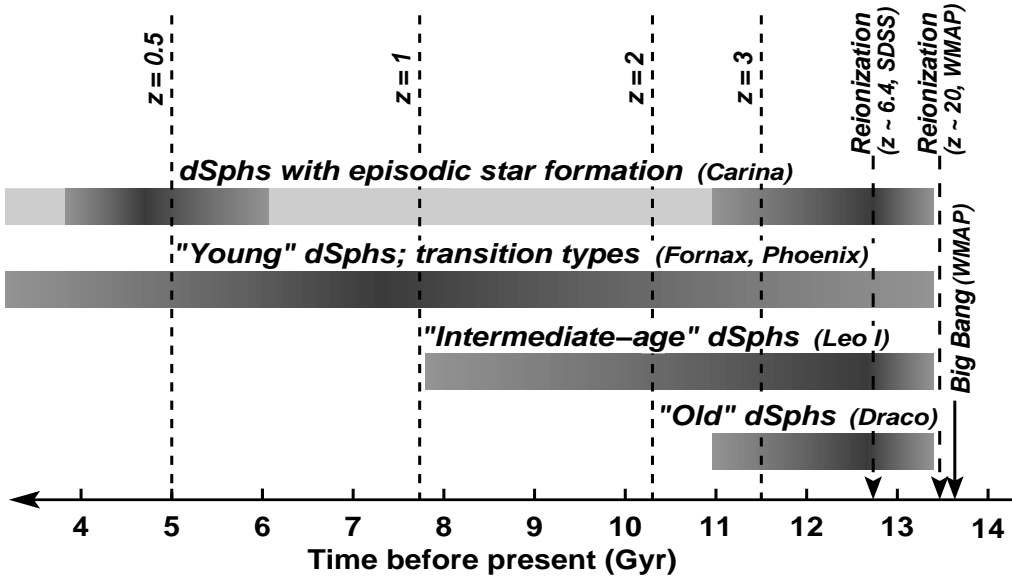 z = 0.5
z = 1
z = 2
z = 3
Reionization
(z ~ 6.4, SDSS)
Reionization
(z ~ 20, WMAP)
dSphs with episodic star formation (Carina)
"Young" dSphs; transition types (Fornax, Phoenix)
"Intermediate–age" dSphs (Leo I)
"Old" dSphs (Draco)
Big Bang (WMAP)
4 5 6 7 8 9 10 11 12 13 14
Time before present (Gyr)